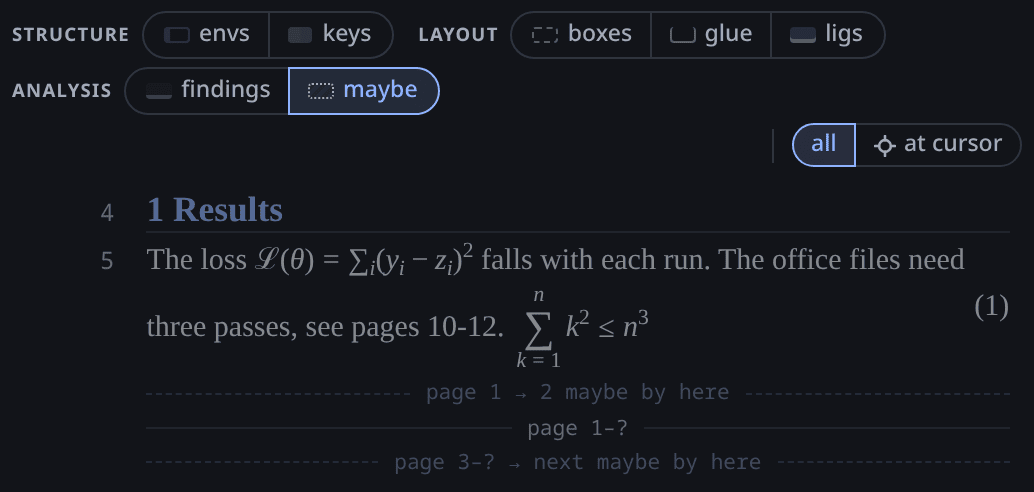 STRUCTURE envs keys LAYOUT boxes glue ligs
ANALYSIS findings maybe
all at cursor
4 1 Results
5 The loss ℒ(θ) = ∑ᵢ(yᵢ − zᵢ)² falls with each run. The office files need
three passes, see pages 10-12. ∑_{k = 1}^{n} k² ≤ n³ (1)
page 1 → 2 maybe by here
page 1–?
page 3–? → next maybe by here